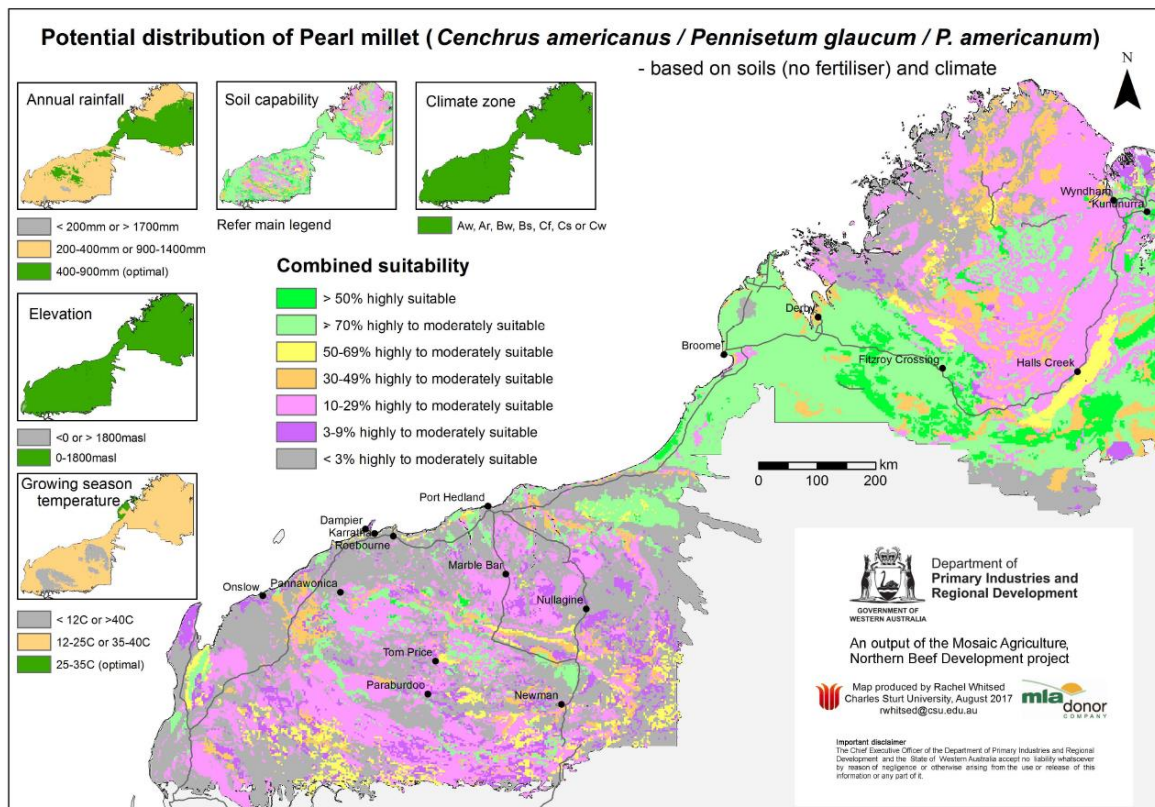 Potential distribution of Pearl millet ( Cenchrus americanus / Pennisetum glaucum / P. americanum)
- based on soils (no fertiliser) and climate
N
Annual rainfall
< 200mm or > 1700mm
200-400mm or 900-1400mm
400-900mm (optimal)
Soil capability
Refer main legend
Climate zone
Aw, Ar, Bw, Bs, Cf, Cs or Cw
Elevation
<0 or > 1800masl
0-1800masl
Growing season
temperature
< 12C or >40C
12-25C or 35-40C
25-35C (optimal)
Combined suitability
> 50% highly suitable
> 70% highly to moderately suitable
50-69% highly to moderately suitable
30-49% highly to moderately suitable
10-29% highly to moderately suitable
3-9% highly to moderately suitable
< 3% highly to moderately suitable
Wyndham
Kununurra
Derby
Broome
Fitzroy Crossing
Halls Creek
km
0 100 200
Port Hedland
Dampier
Karratha
Roebourne
Marble Bar
Pannawonica
Onslow
Nullagine
Tom Price
Paraburdoo
Newman
GOVERNMENT OF
WESTERN AUSTRALIA
Department of
Primary Industries and
Regional Development
An output of the Mosaic Agriculture,
Northern Beef Development project
Map produced by Rachel Whitsed
Charles Sturt University, August 2017
rwhitsed@csu.edu.au
mla
donor
COMPANY
Important disclaimer
The Chief Executive Officer of the Department of Primary Industries and Regional
Development and the State of Western Australia accept no liability whatsoever
by reason of negligence or otherwise arising from the use or release of this
information or any part of it.